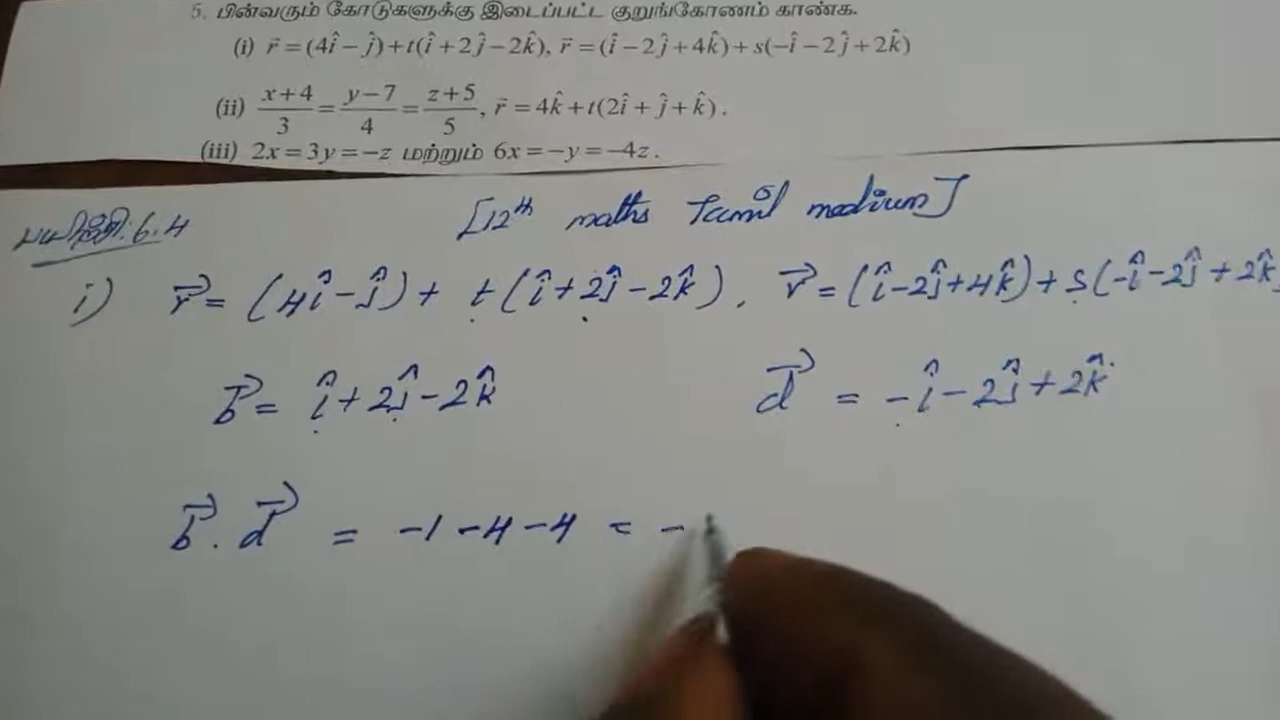 5. பின்வரும் கோடுகளுக்கு இடைப்பட்ட குறுங்கோணம் காண்க.
(i) r⃗ = (4î − ĵ) + t(î + 2ĵ − 2k̂), r⃗ = (î − 2ĵ + 4k̂) + s(−î − 2ĵ + 2k̂)
(ii) (x+4)/3 = (y−7)/4 = (z+5)/5, r⃗ = 4k̂ + t(2î + ĵ + k̂).
(iii) 2x = 3y = −z மற்றும் 6x = −y = −4z.
பயிற்சி: 6.4 [12th maths Tamil medium]
i) r⃗ = (4î − ĵ) + t(î + 2ĵ − 2k̂), r⃗ = (î − 2ĵ + 4k̂) + s(−î − 2ĵ + 2k̂
b⃗ = î + 2ĵ − 2k̂ d⃗ = −î − 2ĵ + 2k̂
b⃗ . d⃗ = −1 − 4 − 4 = −